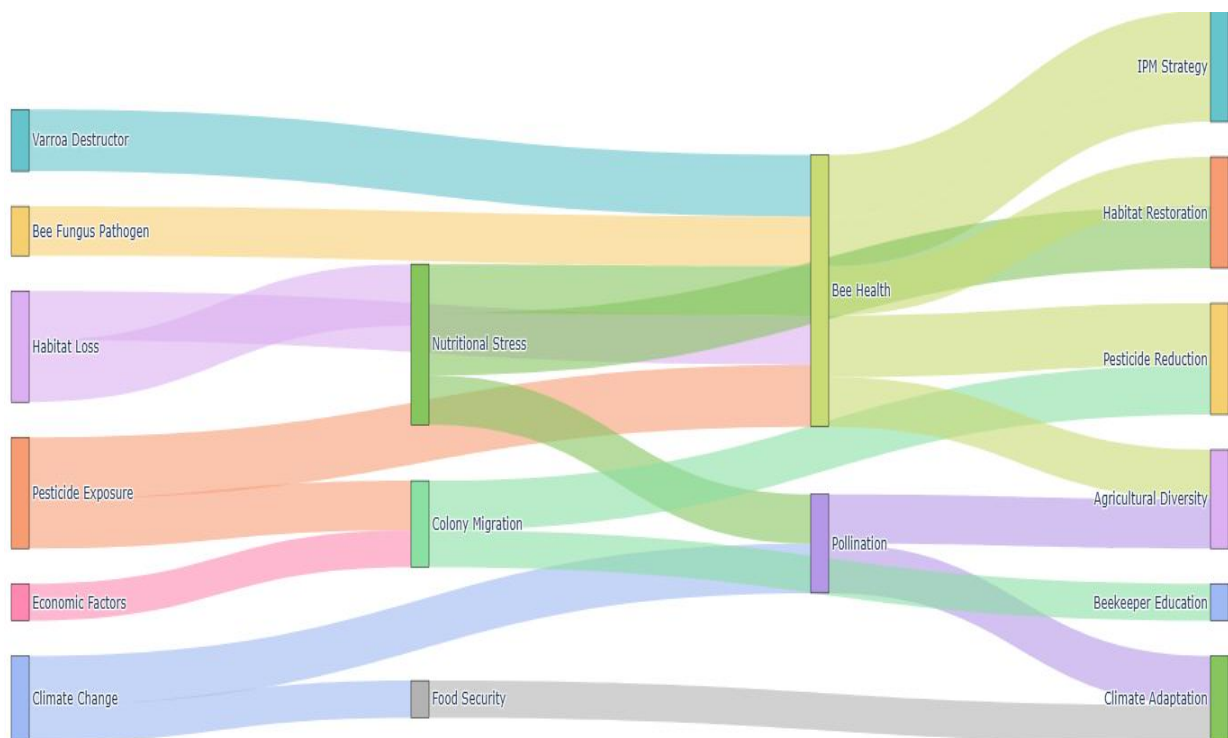 Varroa Destructor
Bee Fungus Pathogen
Habitat Loss
Pesticide Exposure
Economic Factors
Climate Change
Nutritional Stress
Colony Migration
Food Security
Bee Health
Pollination
IPM Strategy
Habitat Restoration
Pesticide Reduction
Agricultural Diversity
Beekeeper Education
Climate Adaptation